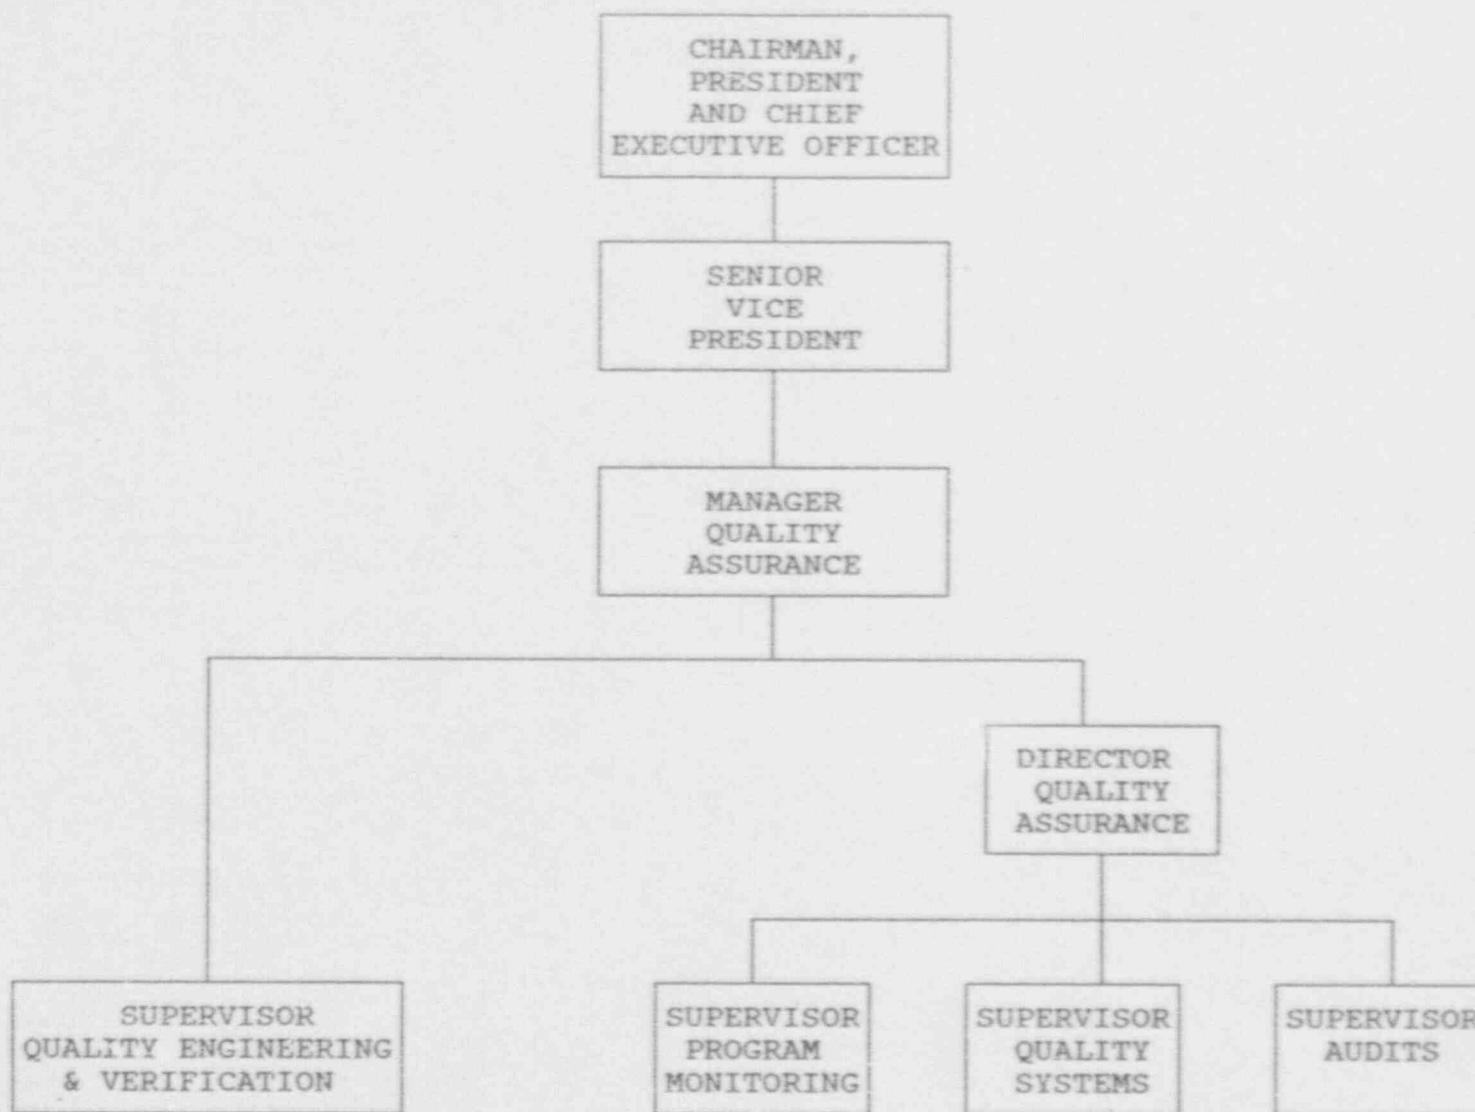 CHAIRMAN,
PRESIDENT
AND CHIEF
EXECUTIVE OFFICER
SENIOR
VICE
PRESIDENT
MANAGER
QUALITY
ASSURANCE
DIRECTOR
QUALITY
ASSURANCE
SUPERVISOR
QUALITY ENGINEERING
& VERIFICATION
SUPERVISOR
PROGRAM
MONITORING
SUPERVISOR
QUALITY
SYSTEMS
SUPERVISOR
AUDITS